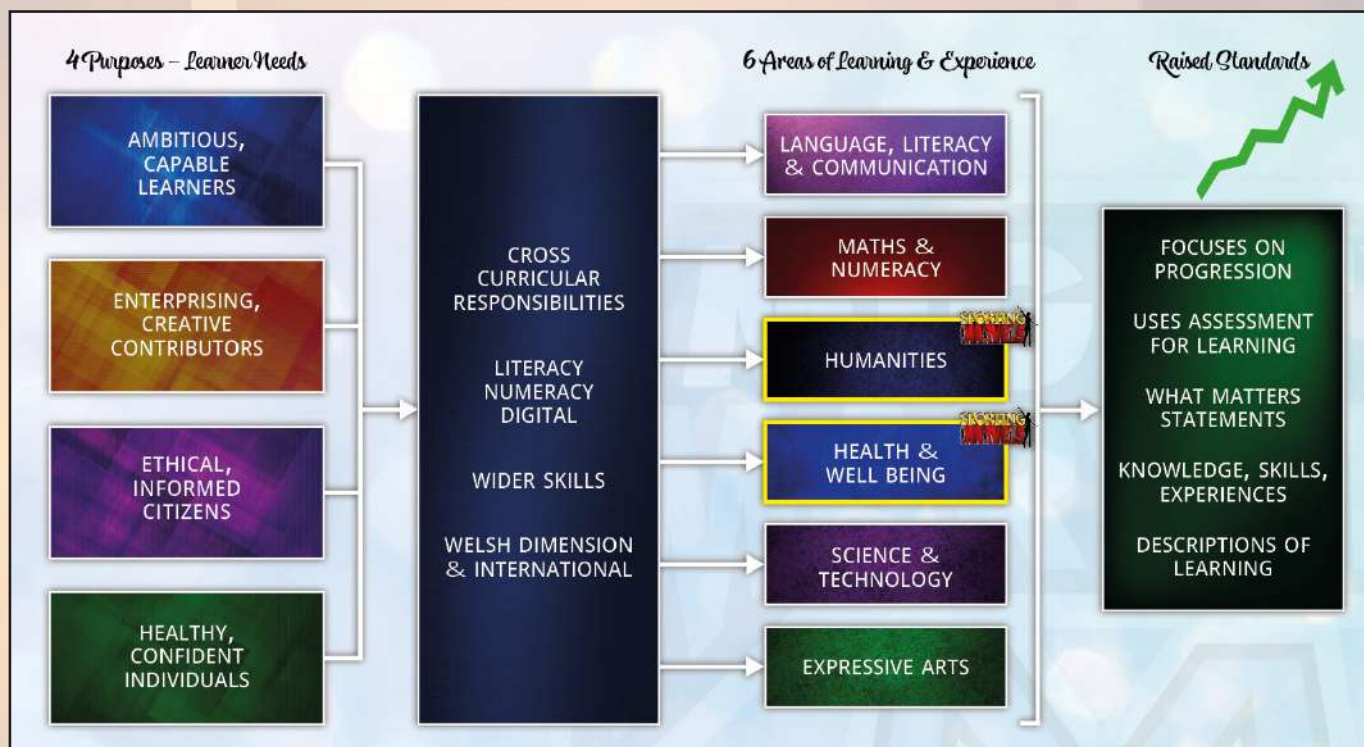 4 Purposes – Learner Needs
AMBITIOUS,
CAPABLE
LEARNERS
ENTERPRISING,
CREATIVE
CONTRIBUTORS
ETHICAL,
INFORMED
CITIZENS
HEALTHY,
CONFIDENT
INDIVIDUALS
CROSS
CURRICULAR
RESPONSIBILITIES
LITERACY
NUMERACY
DIGITAL
WIDER SKILLS
WELSH DIMENSION
& INTERNATIONAL
6 Areas of Learning & Experience
LANGUAGE, LITERACY
& COMMUNICATION
MATHS &
NUMERACY
SPORTING
HUMANITIES
SPORTING
HEALTH &
WELL BEING
SCIENCE &
TECHNOLOGY
EXPRESSIVE ARTS
Raised Standards
FOCUSES ON
PROGRESSION
USES ASSESSMENT
FOR LEARNING
WHAT MATTERS
STATEMENTS
KNOWLEDGE, SKILLS,
EXPERIENCES
DESCRIPTIONS OF
LEARNING